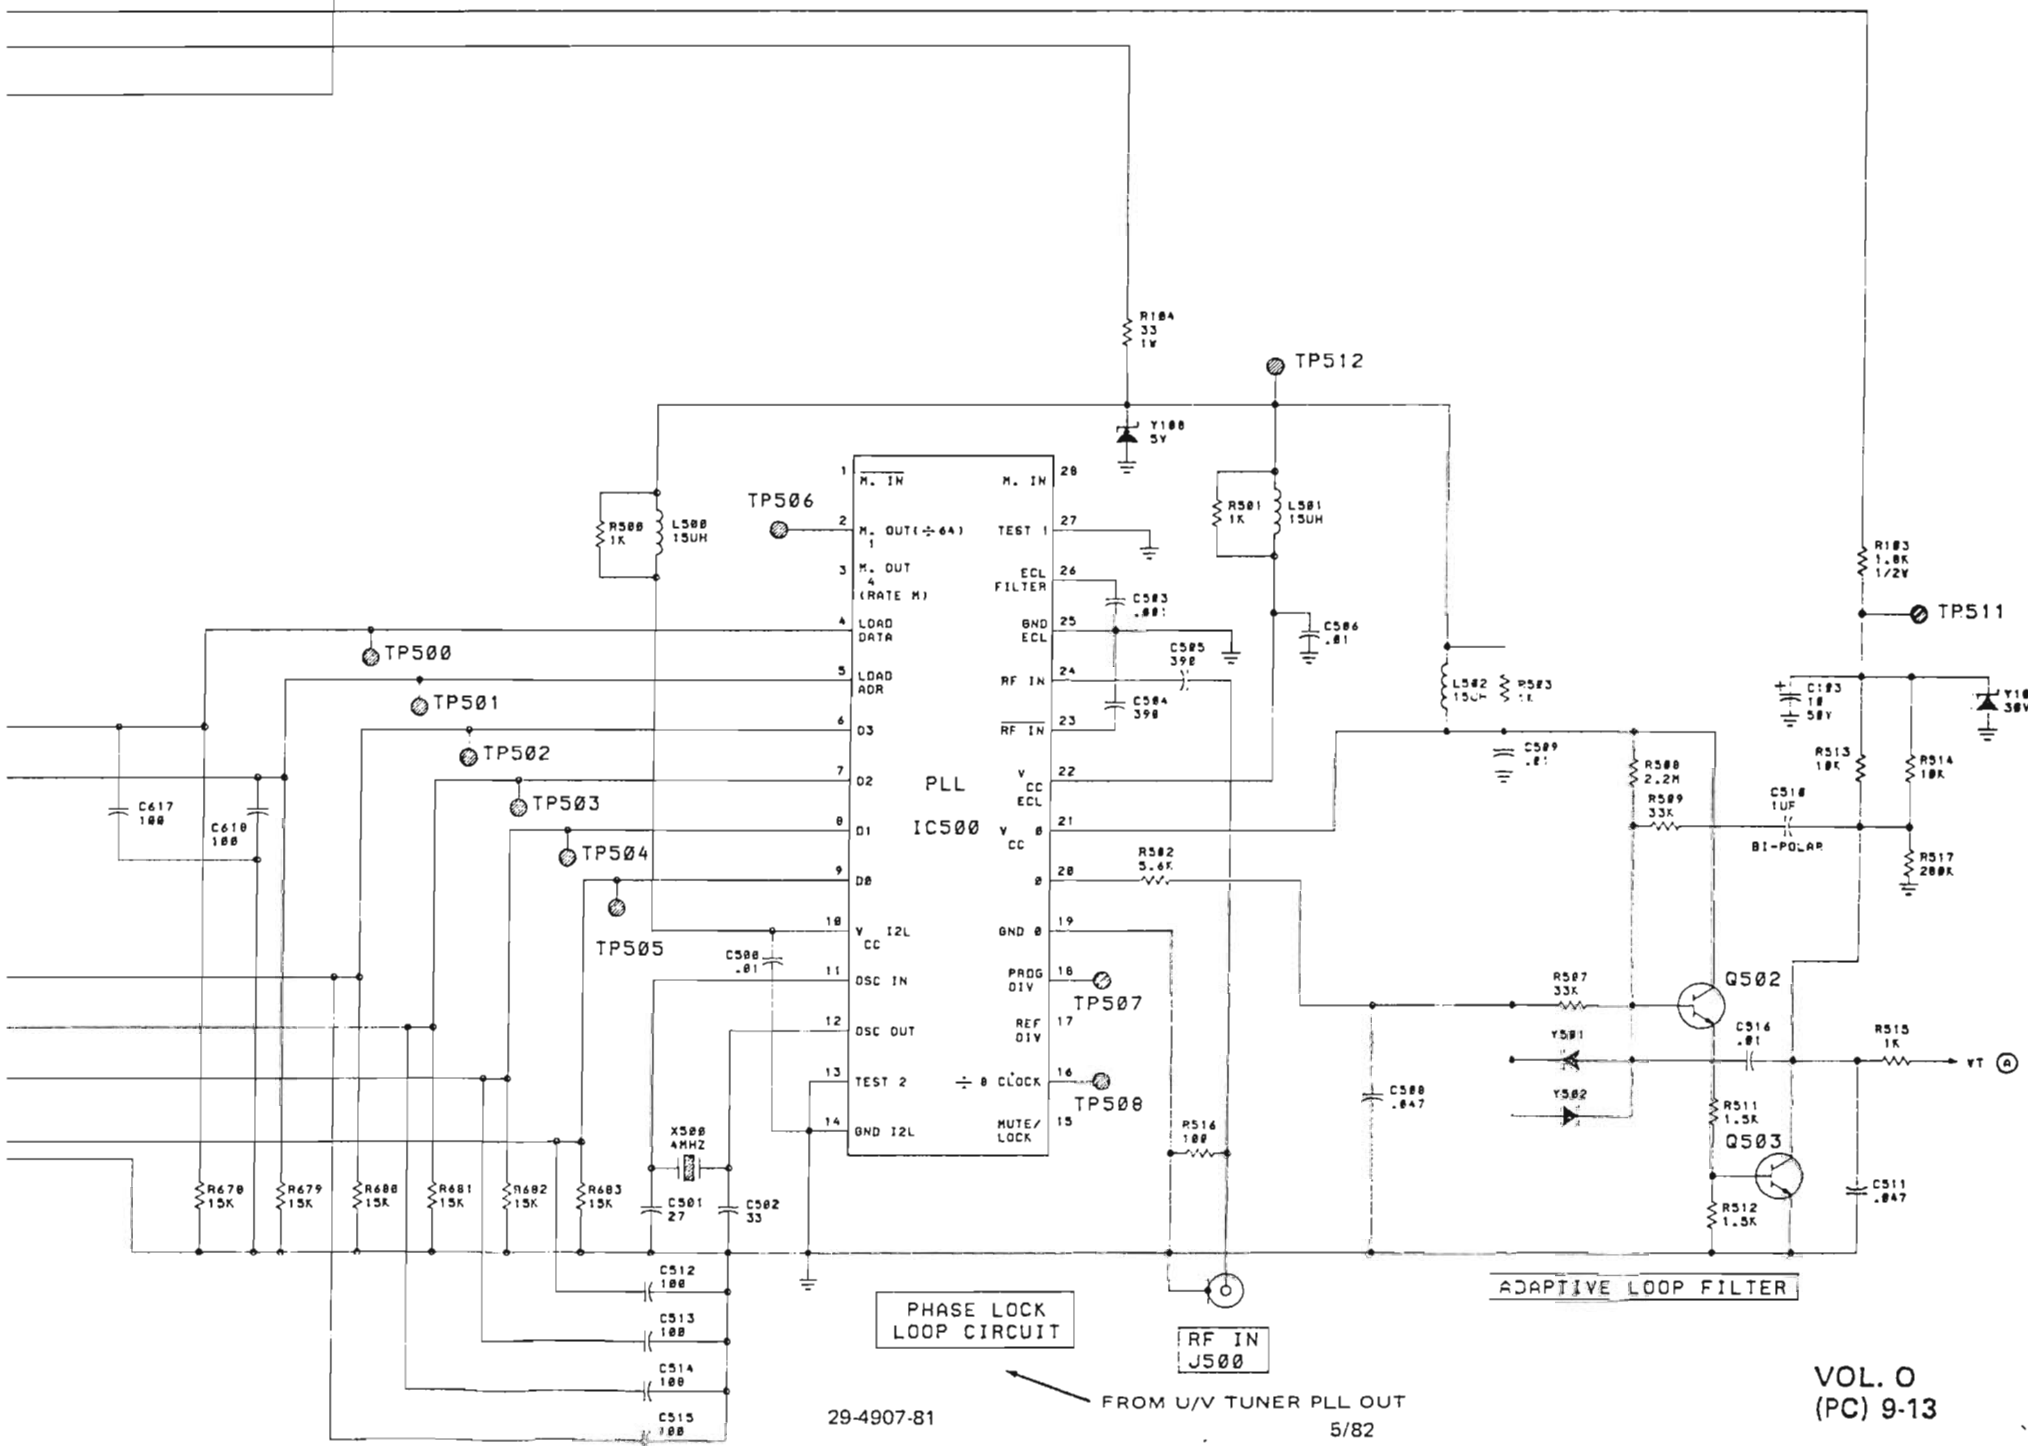 R104
33
1W
TP512
Y100
5V
1
M. IN
M. IN
28
TP506
R500
1K
L500
15UH
2
M. OUT(÷64)
1
TEST 1
27
R501
1K
L501
15UH
3
M. OUT
4
(RATE M)
ECL
FILTER
26
C503
.001
R103
1.8K
1/2W
TP511
4
LOAD
DATA
GND
ECL
25
C505
390
C506
.01
TP500
5
LOAD
ADR
RF IN
24
C504
390
L502
15UH
R503
1K
C103
10
50V
Y10
30V
TP501
6
D3
RF IN
23
TP502
7
D2
V
CC
ECL
22
C509
.01
R508
2.2M
R513
10K
R514
10K
PLL
IC500
TP503
C617
100
C618
100
8
D1
V 0
CC
21
R509
33K
C510
1UF
BI-POLAR
TP504
R502
5.6K
R517
200K
9
D0
0
20
TP505
10
V I2L
CC
GND 0
19
C500
.01
11
OSC IN
PROG
DIV
18
TP507
R507
33K
Q502
12
OSC OUT
REF
DIV
17
Y501
C516
.01
R515
1K
VT A
13
TEST 2
÷ 8 CLOCK
16
TP508
C508
.047
Y502
R511
1.5K
14
GND I2L
MUTE/
LOCK
15
X500
4MHZ
R516
100
Q503
R678
15K
R679
15K
R680
15K
R681
15K
R682
15K
R683
15K
C501
27
C502
33
R512
1.5K
C511
.047
C512
100
C513
100
C514
100
C515
100
PHASE LOCK
LOOP CIRCUIT
RF IN
J500
ADAPTIVE LOOP FILTER
FROM U/V TUNER PLL OUT
29-4907-81
5/82
VOL. O
(PC) 9-13